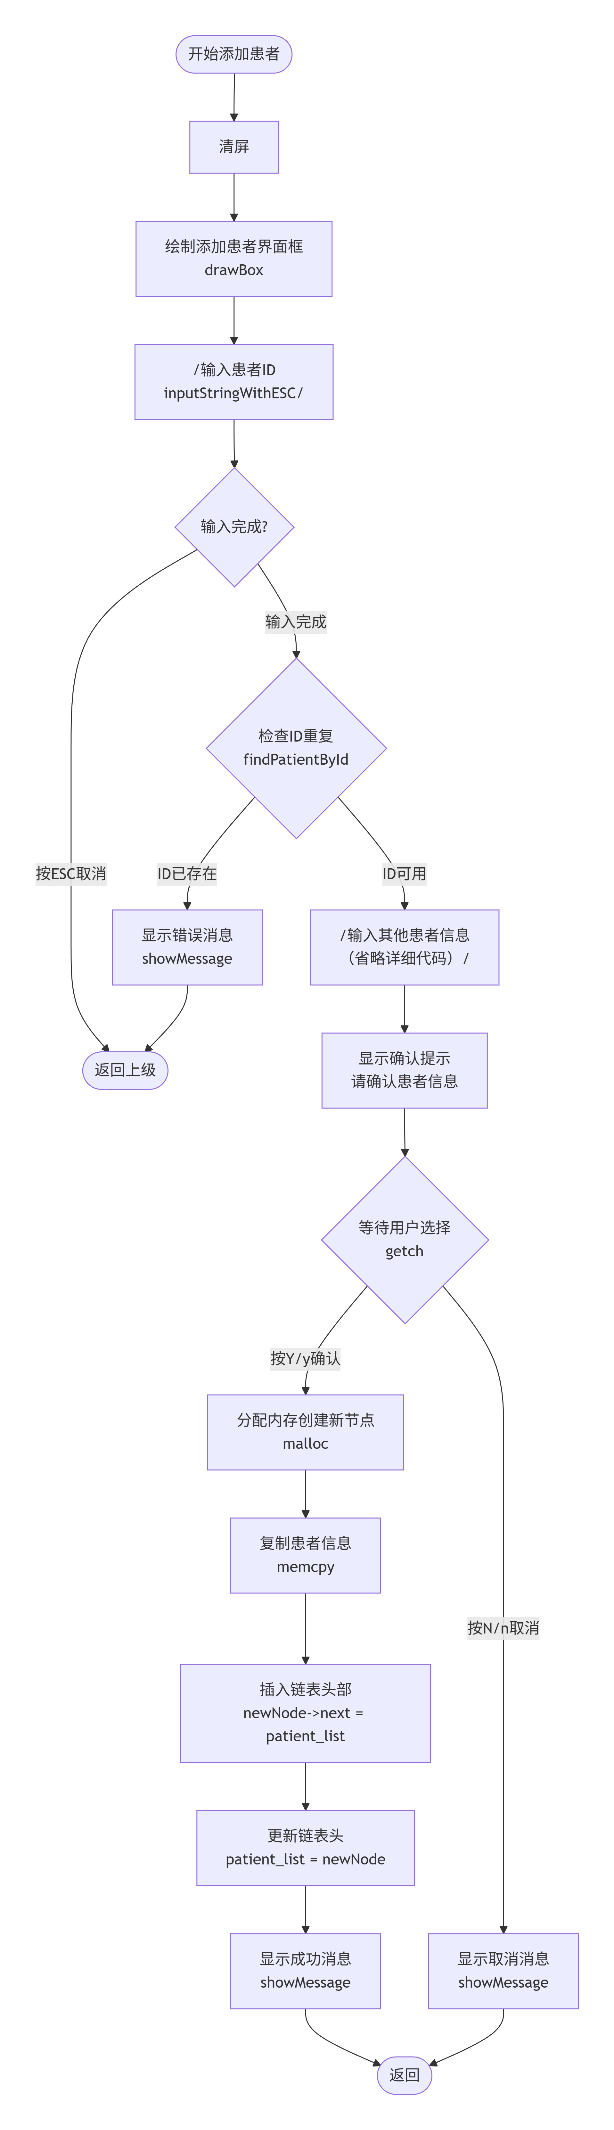 开始添加患者
清屏
绘制添加患者界面框
drawBox
/输入患者ID
inputStringWithESC/
输入完成?
输入完成
检查ID重复
findPatientById
按ESC取消
ID已存在
ID可用
显示错误消息
showMessage
/输入其他患者信息
（省略详细代码）/
返回上级
显示确认提示
请确认患者信息
等待用户选择
getch
按Y/y确认
分配内存创建新节点
malloc
复制患者信息
memcpy
按N/n取消
插入链表头部
newNode->next =
patient_list
更新链表头
patient_list = newNode
显示成功消息
showMessage
显示取消消息
showMessage
返回